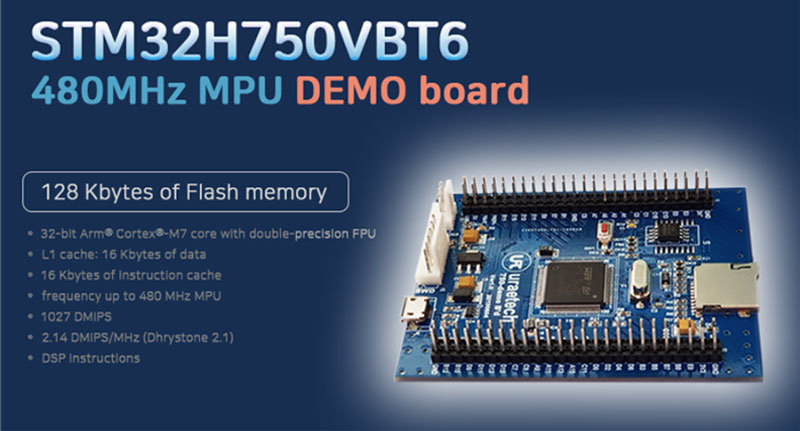 STM32H750VBT6
480MHz MPU DEMO board
128 Kbytes of Flash memory
• 32-bit Arm® Cortex®-M7 core with double-precision FPU
• L1 cache: 16 Kbytes of data
• 16 Kbytes of Instruction cache
• frequency up to 480 MHz MPU
• 1027 DMIPS
• 2.14 DMIPS/MHz (Dhrystone 2.1)
• DSP Instructions
uraetech